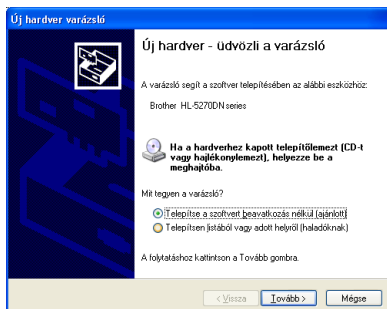 Új hardver varázsló
Új hardver - üdvözli a varázsló
A varázsló segít a szoftver telepítésében az alábbi eszközhöz:
Brother HL-5270DN series
Ha a hardverhez kapott telepítőlemezt (CD-t
vagy hajlékonylemezt), helyezze be a
meghajtóba.
Mit tegyen a varázsló?
Telepítse a szoftvert beavatkozás nélkül (ajánlott)
Telepítsen listából vagy adott helyről (haladóknak)
A folytatáshoz kattintson a Tovább gombra.
< Vissza
Tovább >
Mégse